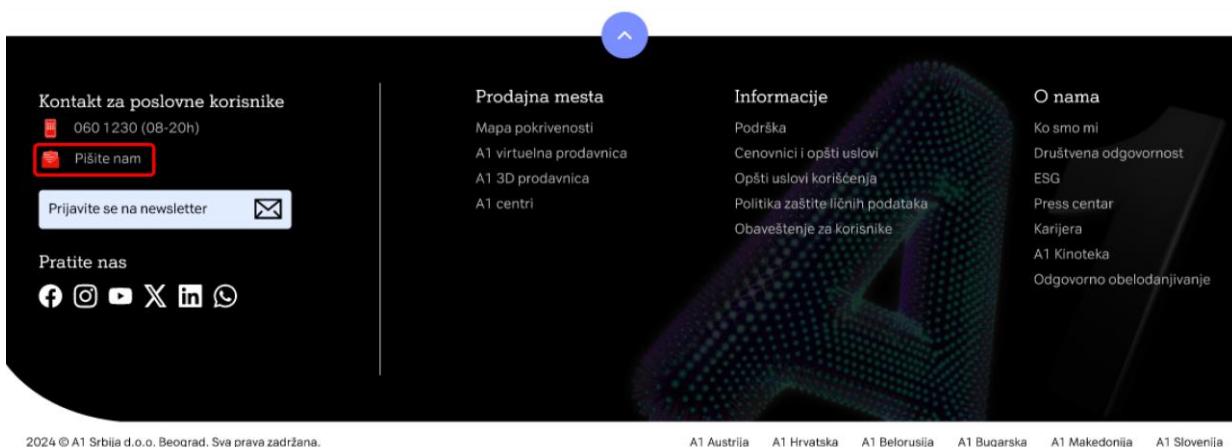 Kontakt za poslovne korisnike
060 1230 (08-20h)
Pišite nam
Prijavite se na newsletter
Pratite nas
Prodajna mesta
Mapa pokrivenosti
A1 virtuelna prodavnica
A1 3D prodavnica
A1 centri
Informacije
Podrška
Cenovnici i opšti uslovi
Opšti uslovi korišćenja
Politika zaštite ličnih podataka
Obaveštenje za korisnike
O nama
Ko smo mi
Društvena odgovornost
ESG
Press centar
Karijera
A1 Kinoteka
Odgovorno obelodanjivanje
2024 © A1 Srbija d.o.o. Beograd. Sva prava zadržana.
A1 Austrija A1 Hrvatska A1 Belorusija A1 Bugarska A1 Makedonija A1 Slovenija